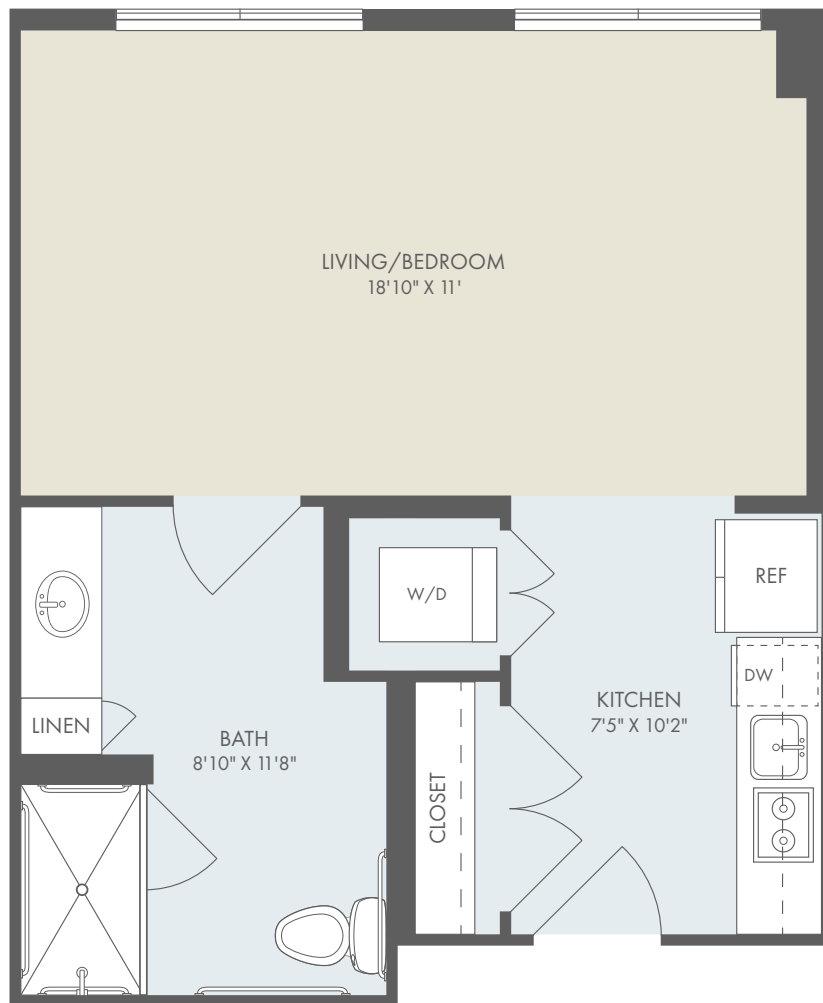 LIVING/BEDROOM
18'10" X 11'
W/D
REF
DW
KITCHEN
7'5" X 10'2"
LINEN
BATH
8'10" X 11'8"
CLOSET